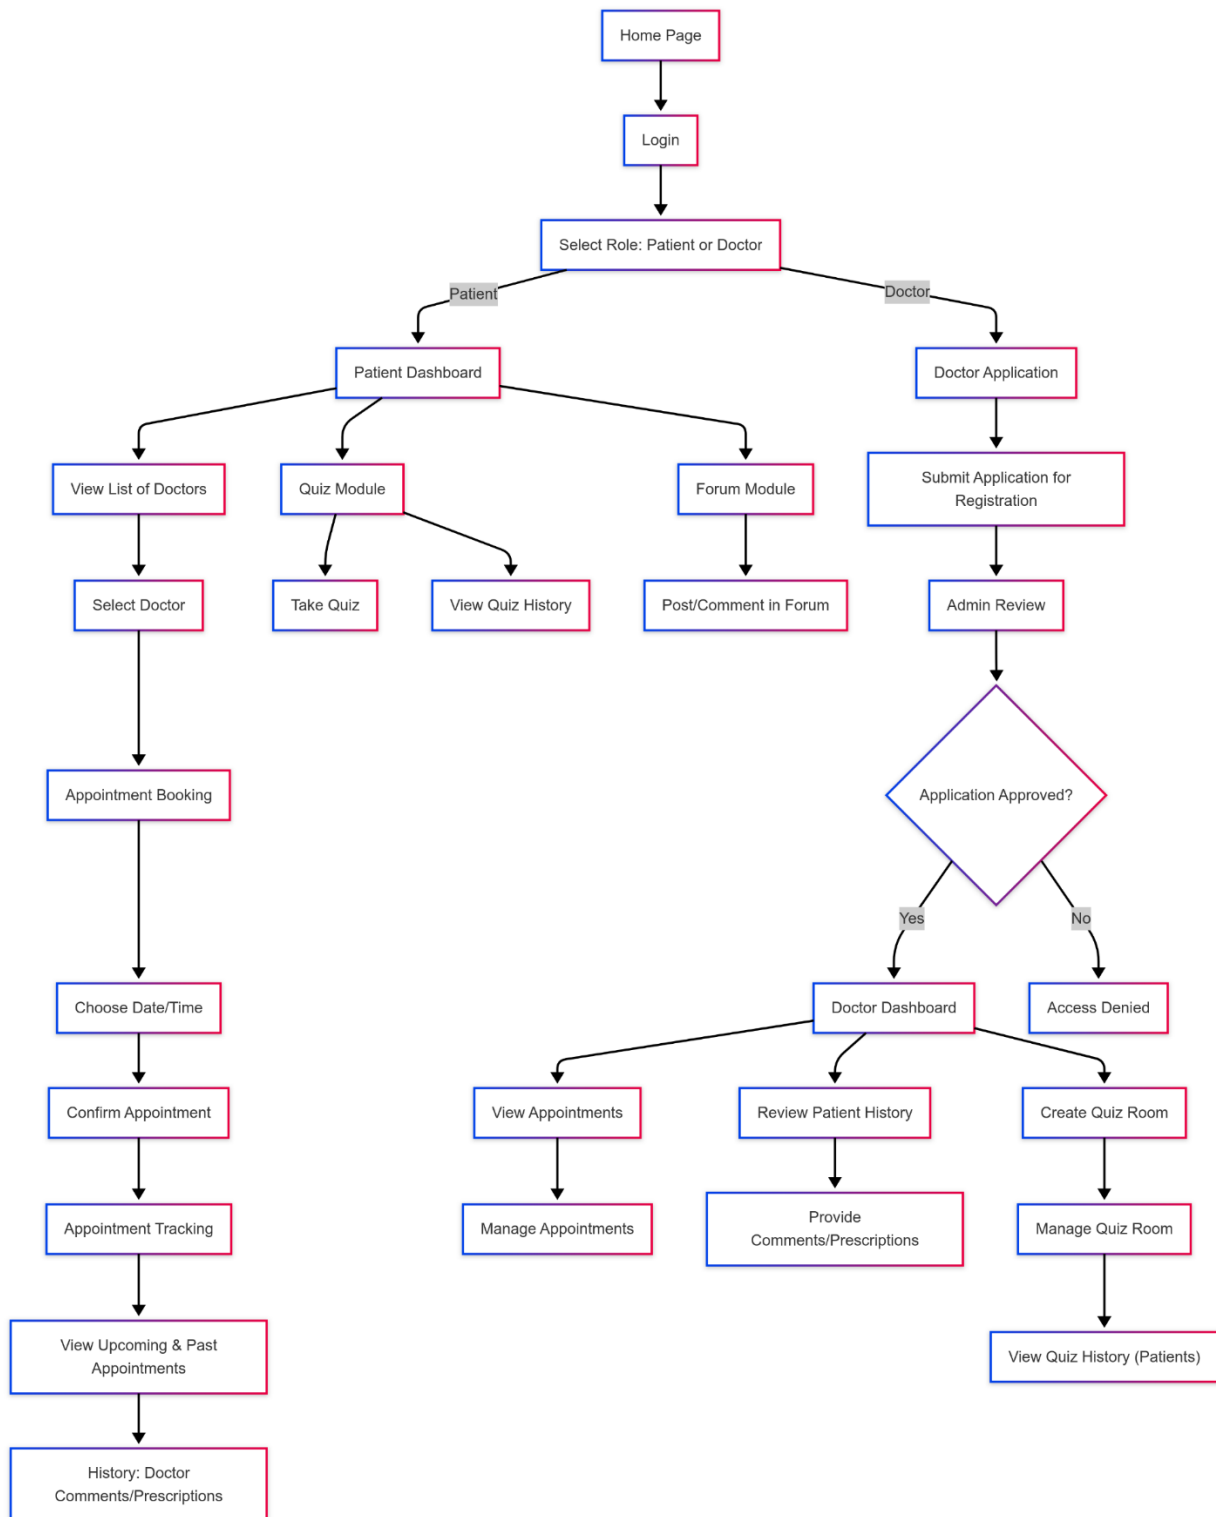 Home Page
Login
Select Role: Patient or Doctor
Patient
Doctor
Patient Dashboard
Doctor Application
View List of Doctors
Quiz Module
Forum Module
Submit Application for
Registration
Select Doctor
Take Quiz
View Quiz History
Post/Comment in Forum
Admin Review
Appointment Booking
Application Approved?
Yes
No
Choose Date/Time
Doctor Dashboard
Access Denied
Confirm Appointment
View Appointments
Review Patient History
Create Quiz Room
Appointment Tracking
Manage Appointments
Provide
Comments/Prescriptions
Manage Quiz Room
View Upcoming & Past
Appointments
View Quiz History (Patients)
History: Doctor
Comments/Prescriptions